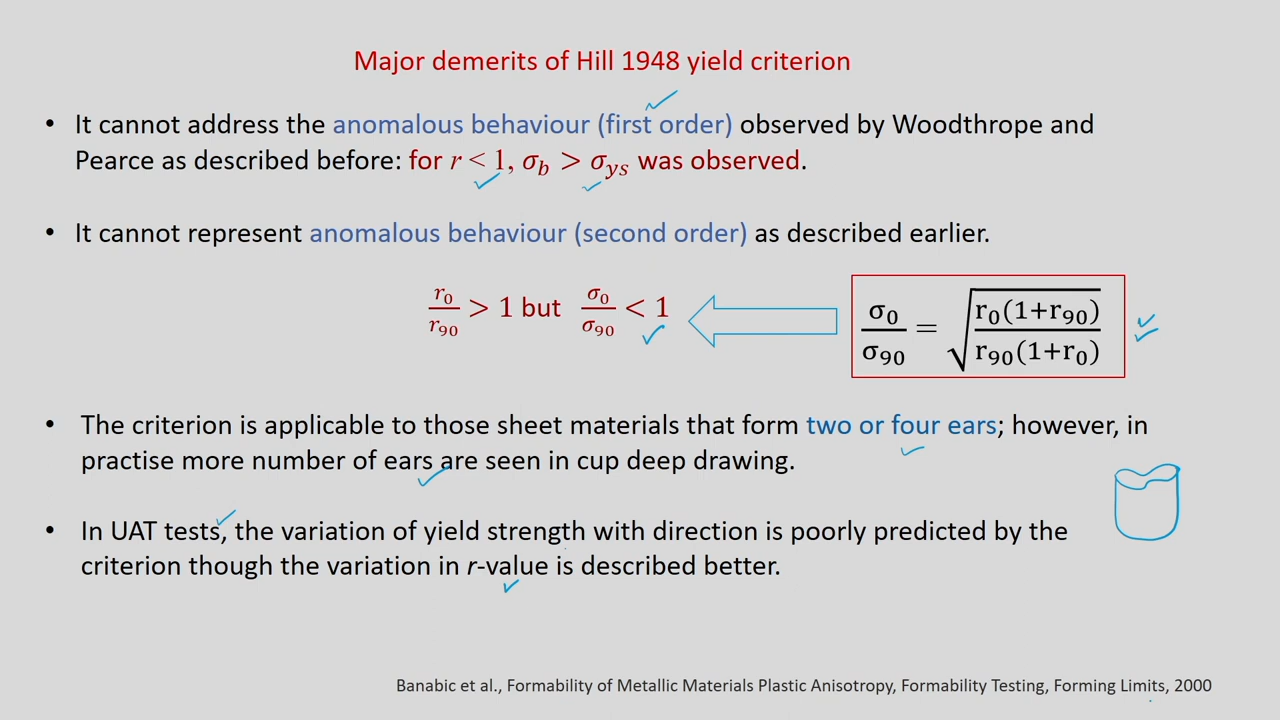 Major demerits of Hill 1948 yield criterion
• It cannot address the anomalous behaviour (first order) observed by Woodthrope and
Pearce as described before: for r < 1, σ_b > σ_ys was observed.
• It cannot represent anomalous behaviour (second order) as described earlier.
r₀/r₉₀ > 1 but σ₀/σ₉₀ < 1
σ₀/σ₉₀ = √(r₀(1+r₉₀)/r₉₀(1+r₀))
• The criterion is applicable to those sheet materials that form two or four ears; however, in
practise more number of ears are seen in cup deep drawing.
• In UAT tests, the variation of yield strength with direction is poorly predicted by the
criterion though the variation in r-value is described better.
Banabic et al., Formability of Metallic Materials Plastic Anisotropy, Formability Testing, Forming Limits, 2000